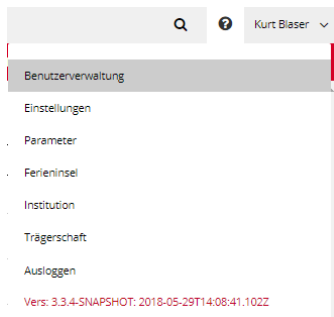 Kurt Blaser
Benutzerverwaltung
Einstellungen
Parameter
Ferieninsel
Institution
Trägerschaft
Ausloggen
Vers: 3.3.4-SNAPSHOT: 2018-05-29T14:08:41.102Z